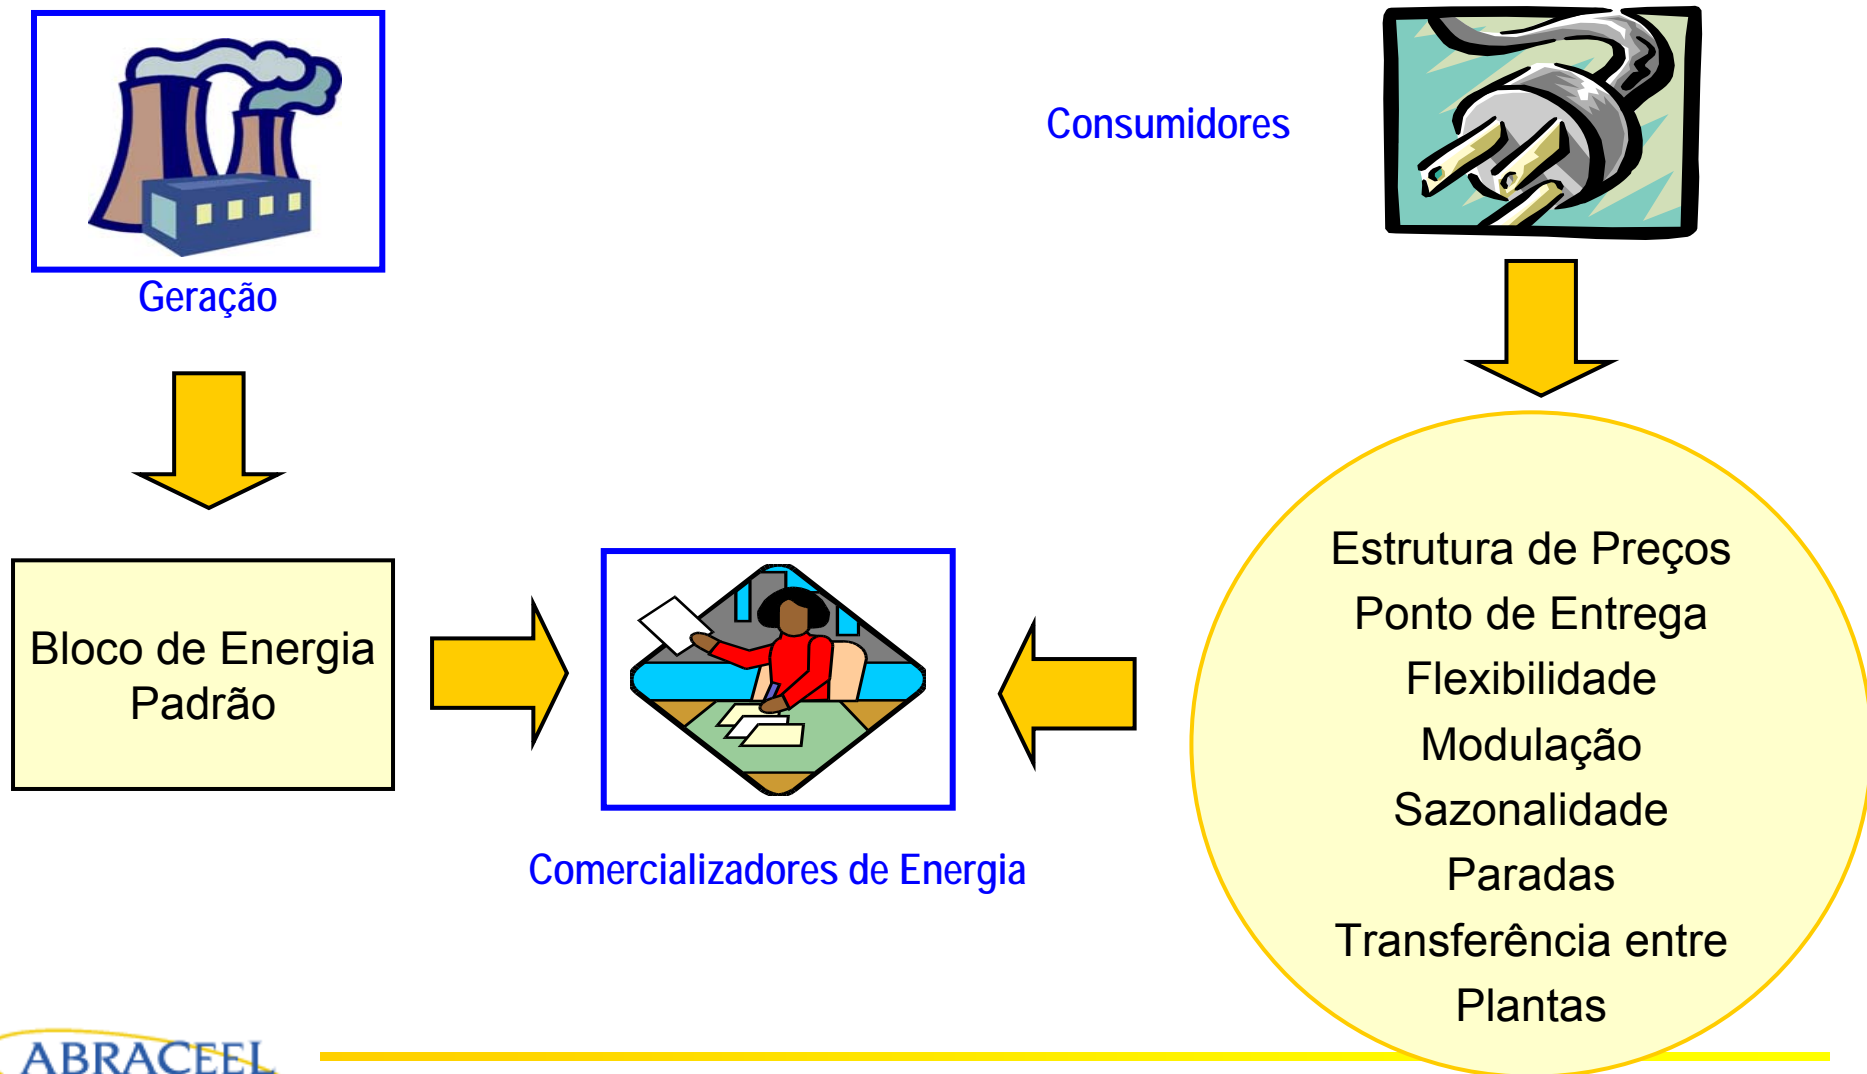 Consumidores
Geração
Bloco de Energia
Padrão
Comercializadores de Energia
Estrutura de Preços
Ponto de Entrega
Flexibilidade
Modulação
Sazonalidade
Paradas
Transferência entre
Plantas
ABRACEEL